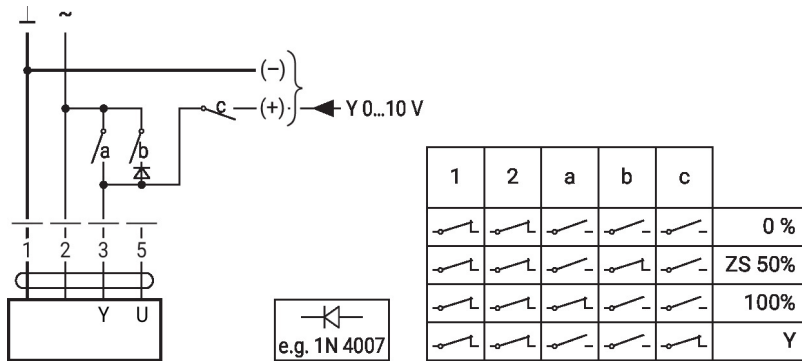 ⊥ ~
(−)
c (+) Y 0...10 V
a b
1 2 3 5
Y U
e.g. 1N 4007
1 2 a b c
0 %
ZS 50%
100%
Y